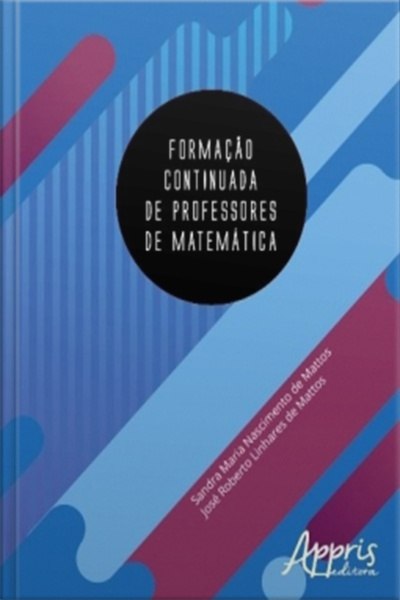 FORMAÇÃO
CONTINUADA
DE PROFESSORES
DE MATEMÁTICA
Sandra Maria Nascimento de Mattos
José Roberto Linhares de Mattos
Appris
editora